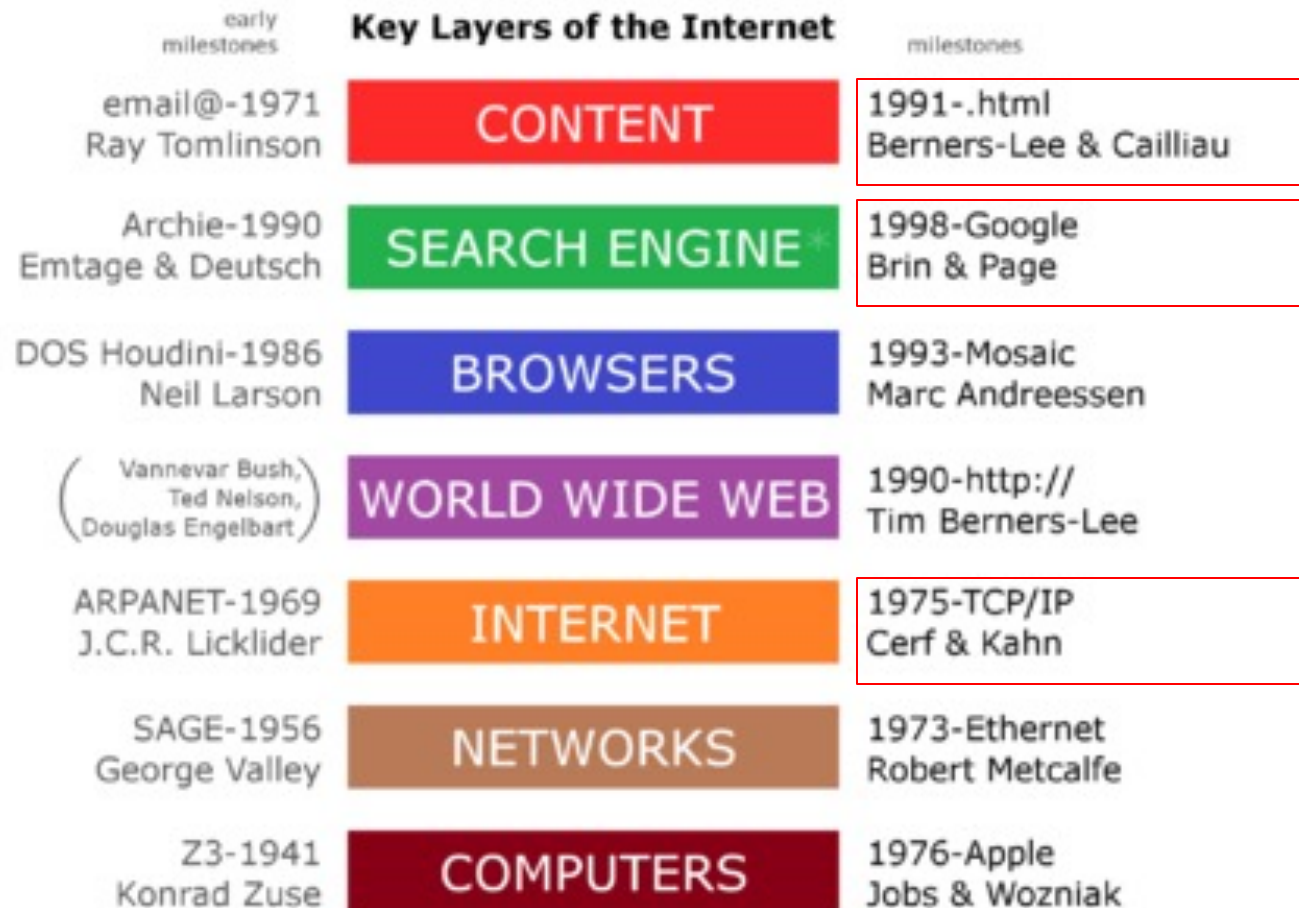 early
milestones
Key Layers of the Internet
milestones
email@-1971
Ray Tomlinson
CONTENT
1991-.html
Berners-Lee & Cailliau
Archie-1990
Emtage & Deutsch
SEARCH ENGINE*
1998-Google
Brin & Page
DOS Houdini-1986
Neil Larson
BROWSERS
1993-Mosaic
Marc Andreessen
(Vannevar Bush,
Ted Nelson,
Douglas Engelbart)
WORLD WIDE WEB
1990-http://
Tim Berners-Lee
ARPANET-1969
J.C.R. Licklider
INTERNET
1975-TCP/IP
Cerf & Kahn
SAGE-1956
George Valley
NETWORKS
1973-Ethernet
Robert Metcalfe
Z3-1941
Konrad Zuse
COMPUTERS
1976-Apple
Jobs & Wozniak